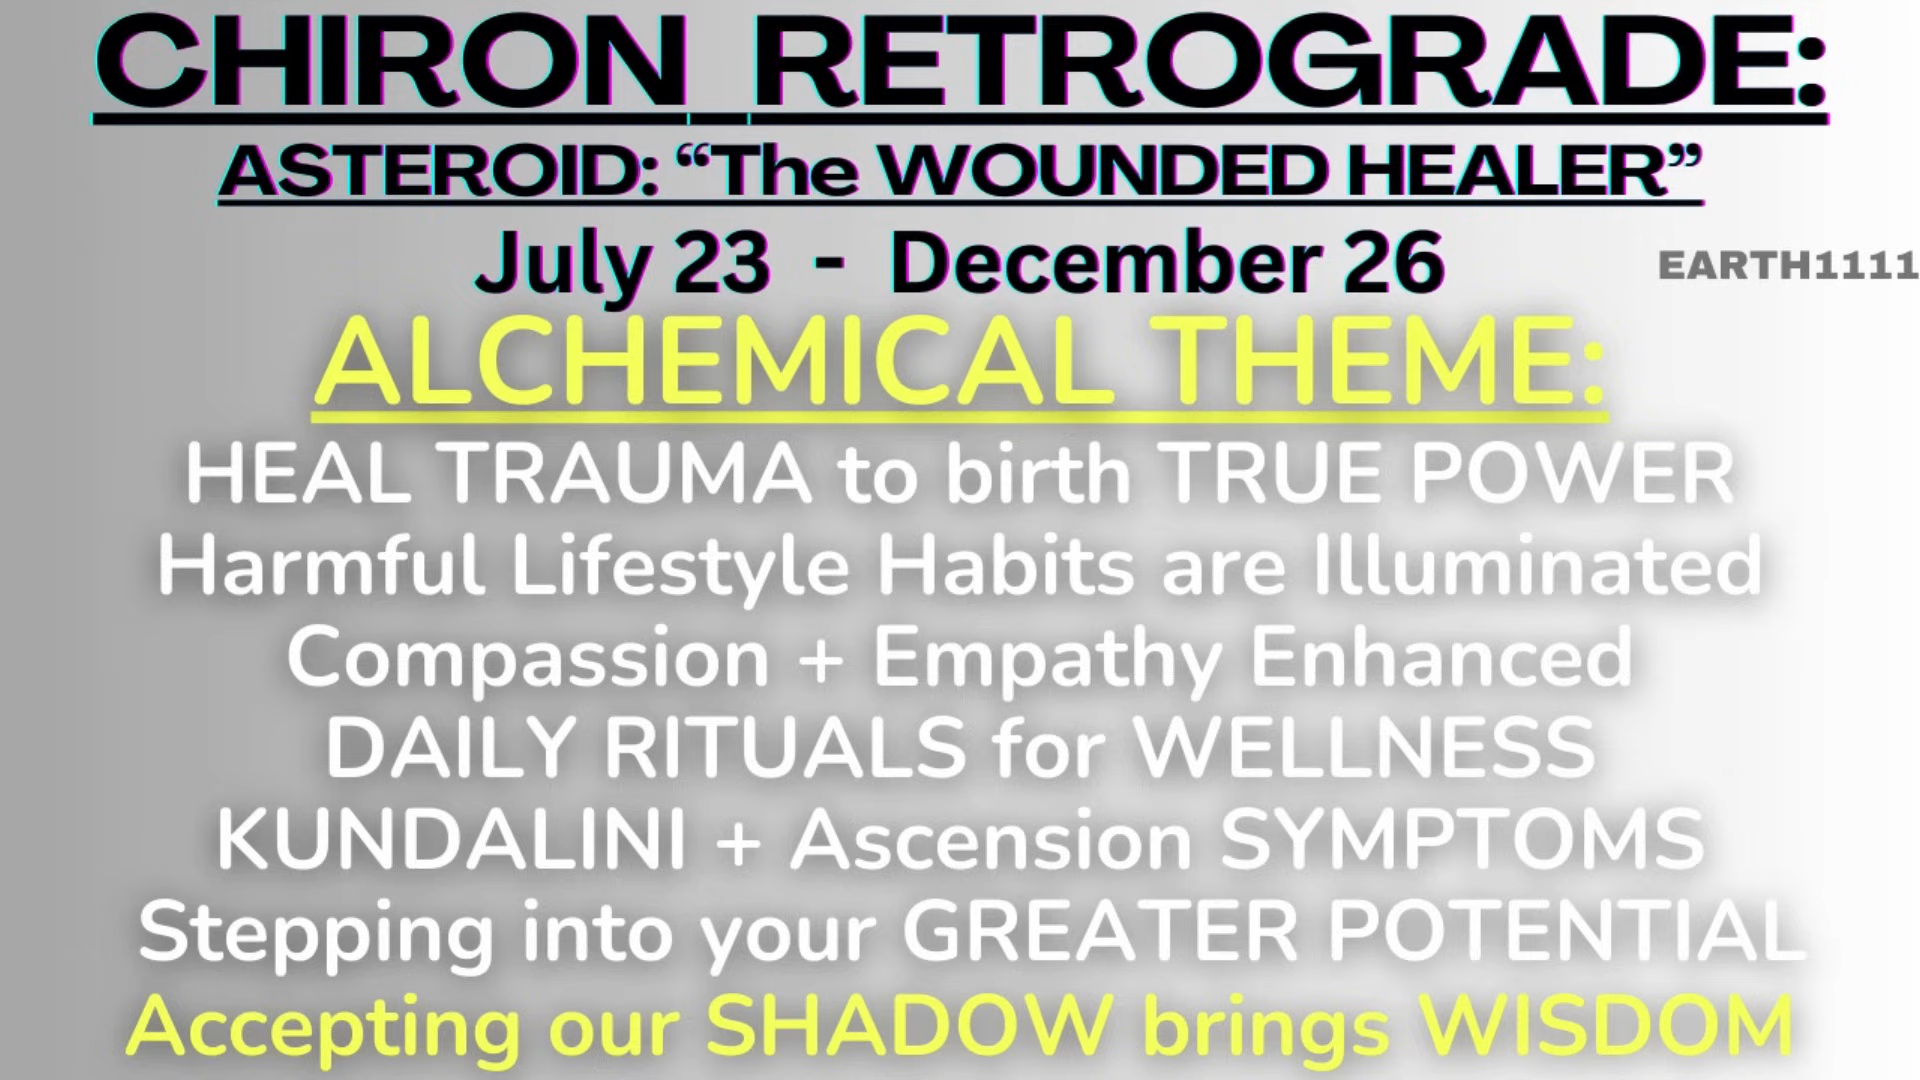 CHIRON RETROGRADE:
ASTEROID: “The WOUNDED HEALER”
July 23 - December 26
EARTH1111
ALCHEMICAL THEME:
HEAL TRAUMA to birth TRUE POWER
Harmful Lifestyle Habits are Illuminated
Compassion + Empathy Enhanced
DAILY RITUALS for WELLNESS
KUNDALINI + Ascension SYMPTOMS
Stepping into your GREATER POTENTIAL
Accepting our SHADOW brings WISDOM